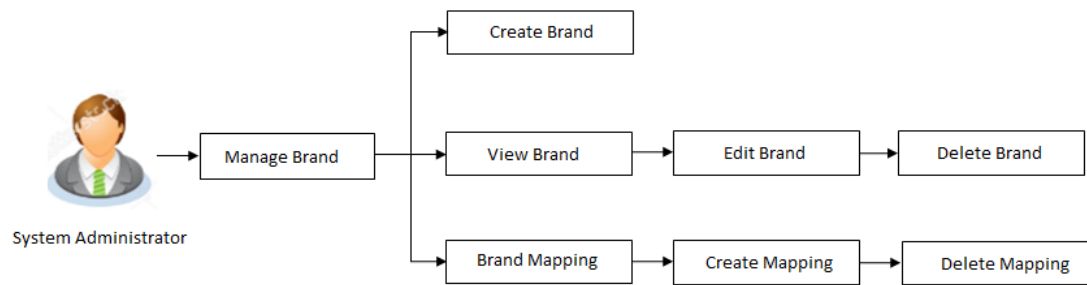 Create Brand
Manage Brand
View Brand
Edit Brand
Delete Brand
System Administrator
Brand Mapping
Create Mapping
Delete Mapping